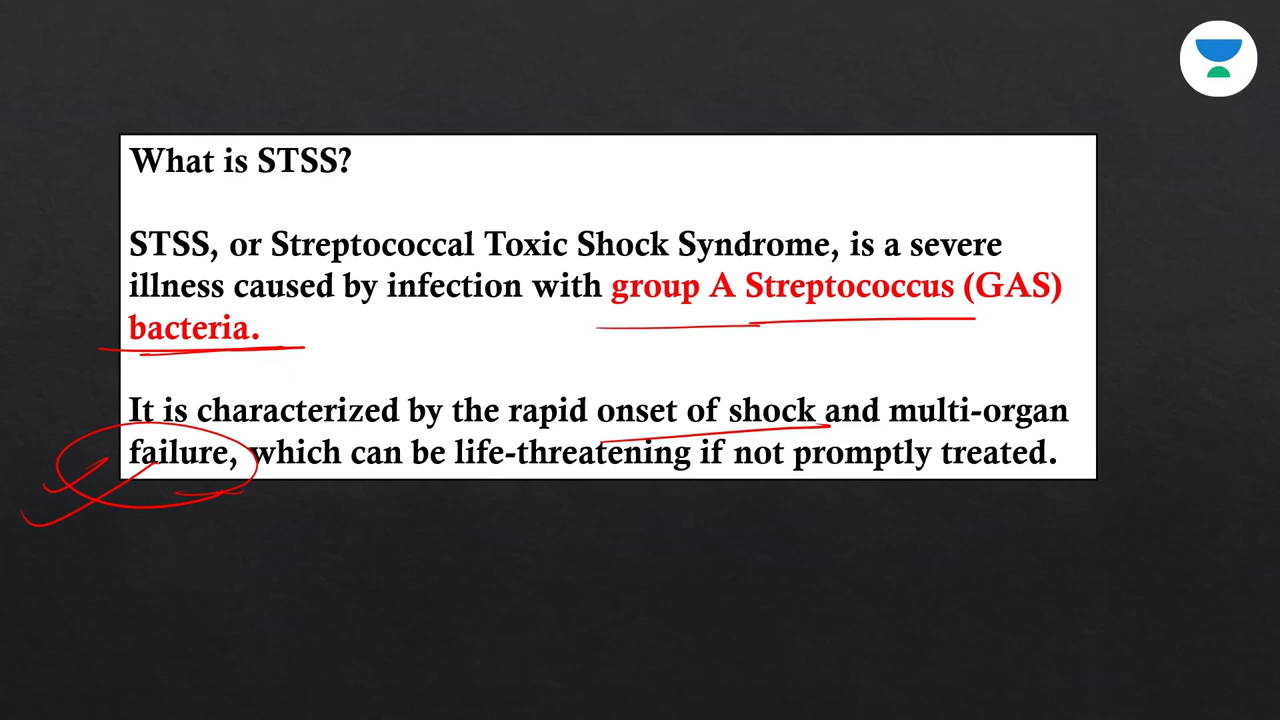 What is STSS?
STSS, or Streptococcal Toxic Shock Syndrome, is a severe
illness caused by infection with group A Streptococcus (GAS)
bacteria.
It is characterized by the rapid onset of shock and multi-organ
failure, which can be life-threatening if not promptly treated.